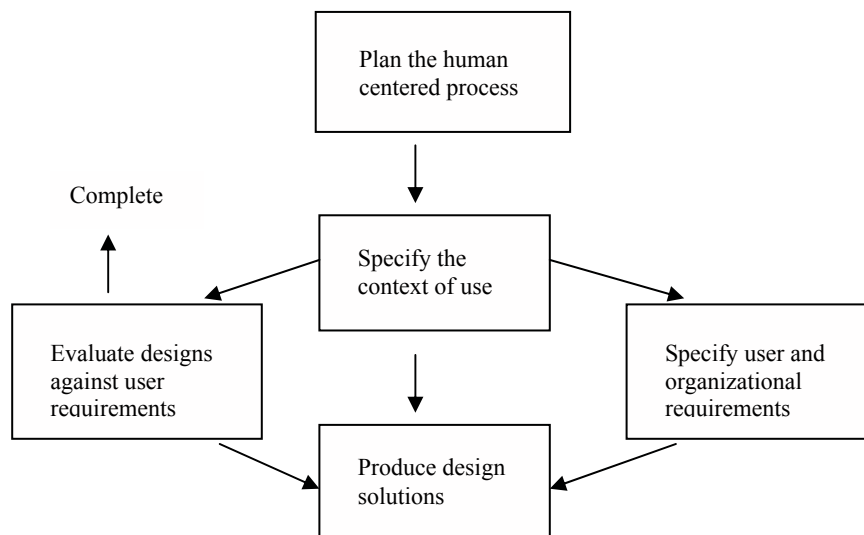 Plan the human
centered process
Complete
Specify the
context of use
Evaluate designs
against user
requirements
Specify user and
organizational
requirements
Produce design
solutions